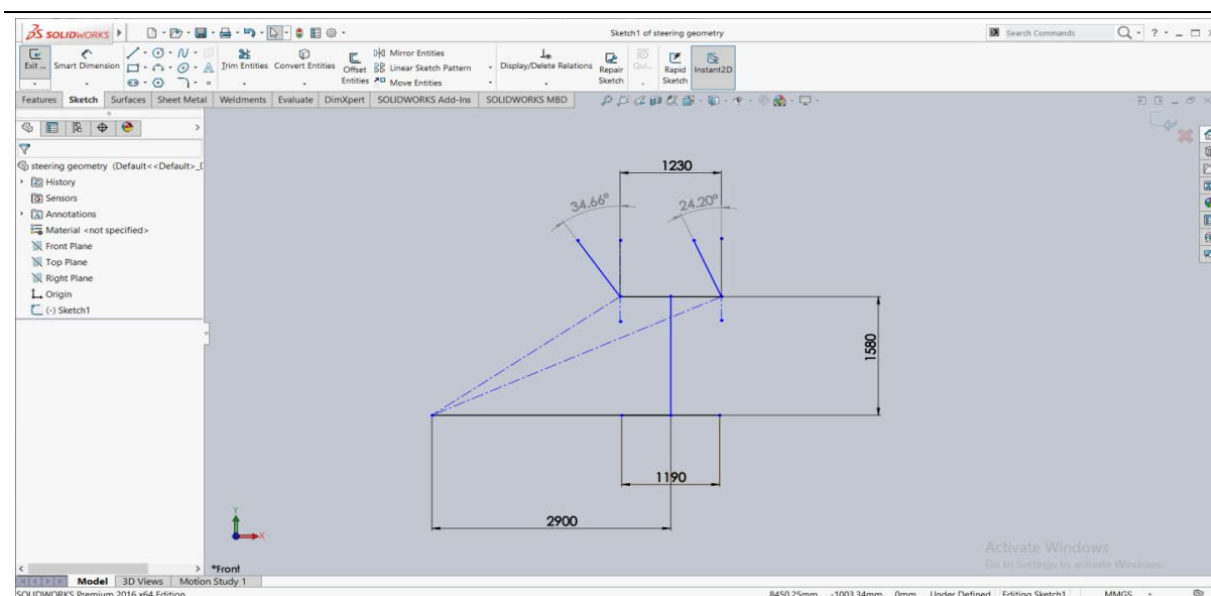 SOLIDWORKS
Sketch1 of steering geometry
Search Commands
Exit ...
Smart Dimension
Trim Entities
Convert Entities
Offset Entities
Mirror Entities
Linear Sketch Pattern
Move Entities
Display/Delete Relations
Repair Sketch
Rapid Sketch
Instant2D
Features Sketch Surfaces Sheet Metal Weldments Evaluate DimXpert SOLIDWORKS Add-Ins SOLIDWORKS MBD
steering geometry (Default<<Default>_D
History
Sensors
Annotations
Material <not specified>
Front Plane
Top Plane
Right Plane
Origin
(-) Sketch1
1230
34.66°
24.20°
1580
1190
2900
Y
X
Activate Windows
Go to Settings to activate Windows.
*Front
Model 3D Views Motion Study 1
SOLIDWORKS Premium 2016 x64 Edition
8450.25mm -1003.34mm 0mm Under Defined Editing Sketch1 MMGS